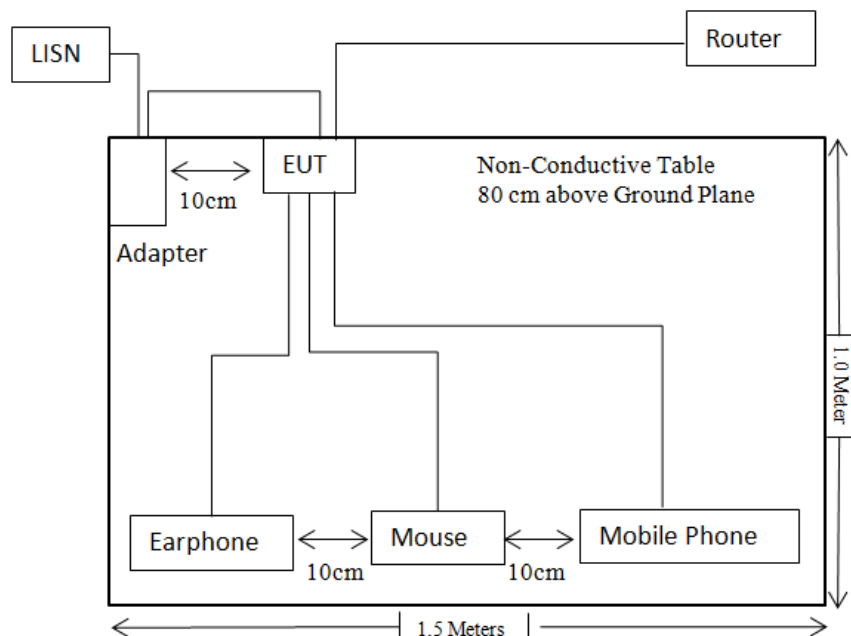 LISN
Router
EUT
10cm
Adapter
Non-Conductive Table
80 cm above Ground Plane
1.0 Meter
Earphone
10cm
Mouse
10cm
Mobile Phone
1.5 Meters